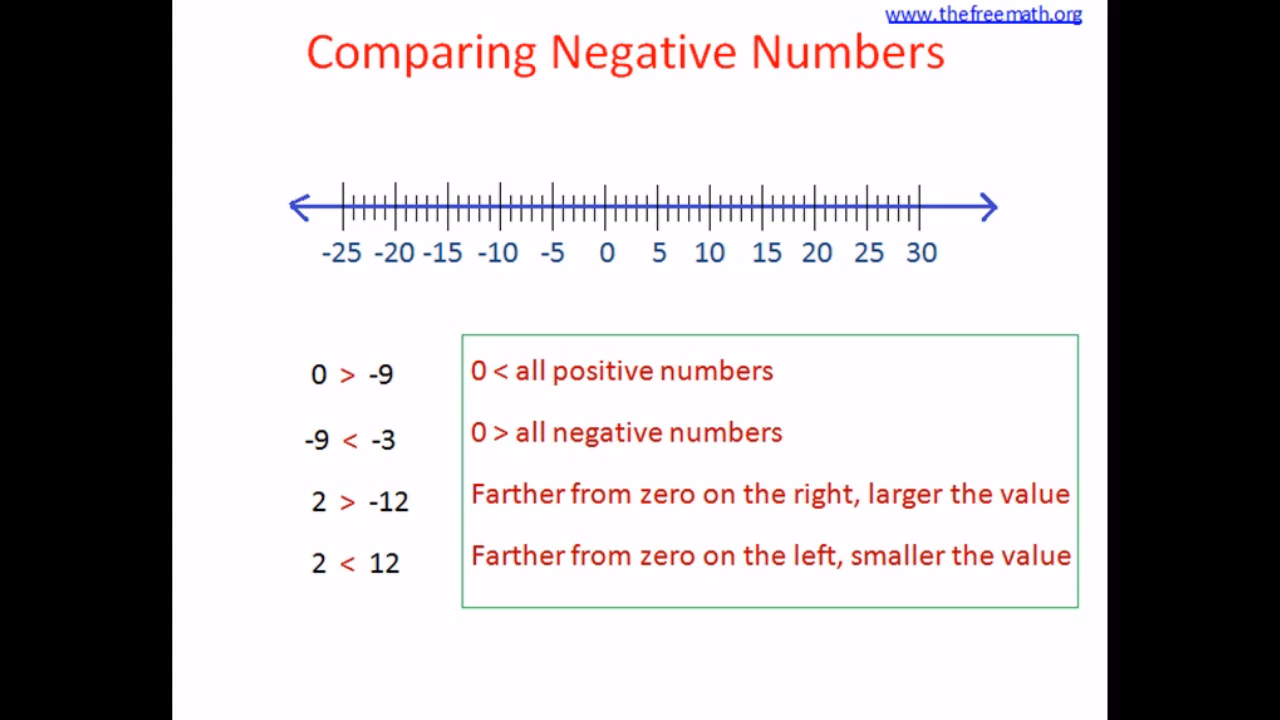 www.thefreemath.org
Comparing Negative Numbers
-25 -20 -15 -10 -5 0 5 10 15 20 25 30
0 > -9
-9 < -3
2 > -12
2 < 12
0 < all positive numbers
0 > all negative numbers
Farther from zero on the right, larger the value
Farther from zero on the left, smaller the value